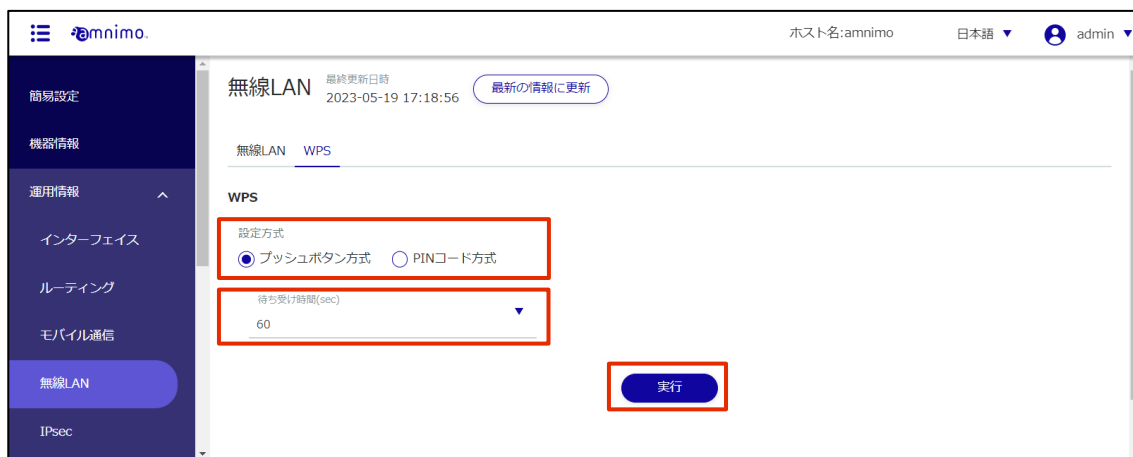 amnimo.
ホスト名:amnimo
日本語 ▼
admin ▼
簡易設定
機器情報
運用情報
インターフェイス
ルーティング
モバイル通信
無線LAN
IPsec
無線LAN
最終更新日時
2023-05-19 17:18:56
最新の情報に更新
無線LAN WPS
WPS
設定方式
プッシュボタン方式 PINコード方式
待ち受け時間(sec)
60
実行